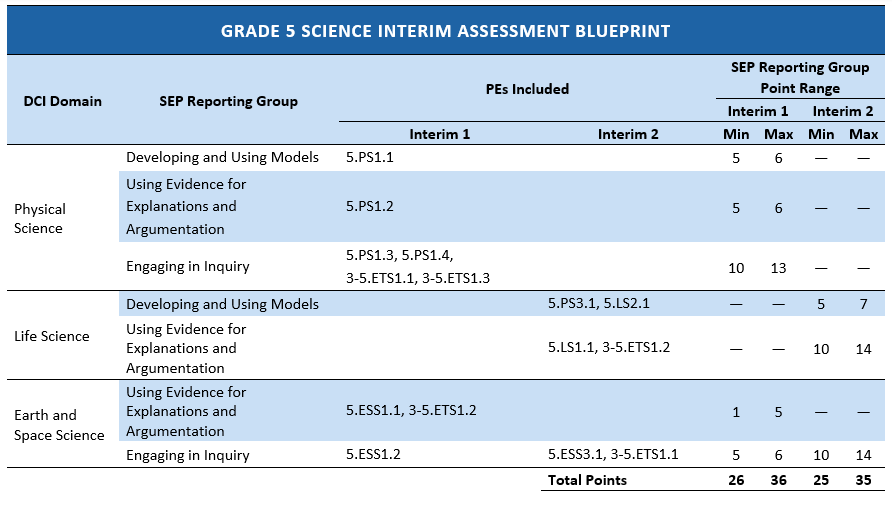 GRADE 5 SCIENCE INTERIM ASSESSMENT BLUEPRINT
DCI Domain
SEP Reporting Group
PEs Included
SEP Reporting Group
Point Range
Interim 1 Interim 2
Interim 1 Interim 2 Min Max Min Max
Physical
Science
Developing and Using Models 5.PS1.1 5 6 — —
Using Evidence for
Explanations and
Argumentation
5.PS1.2 5 6 — —
Engaging in Inquiry
5.PS1.3, 5.PS1.4,
3-5.ETS1.1, 3-5.ETS1.3
10 13 — —
Life Science
Developing and Using Models 5.PS3.1, 5.LS2.1 — — 5 7
Using Evidence for
Explanations and
Argumentation
5.LS1.1, 3-5.ETS1.2 — — 10 14
Earth and
Space Science
Using Evidence for
Explanations and
Argumentation
5.ESS1.1, 3-5.ETS1.2 1 5 — —
Engaging in Inquiry 5.ESS1.2 5.ESS3.1, 3-5.ETS1.1 5 6 10 14
Total Points 26 36 25 35